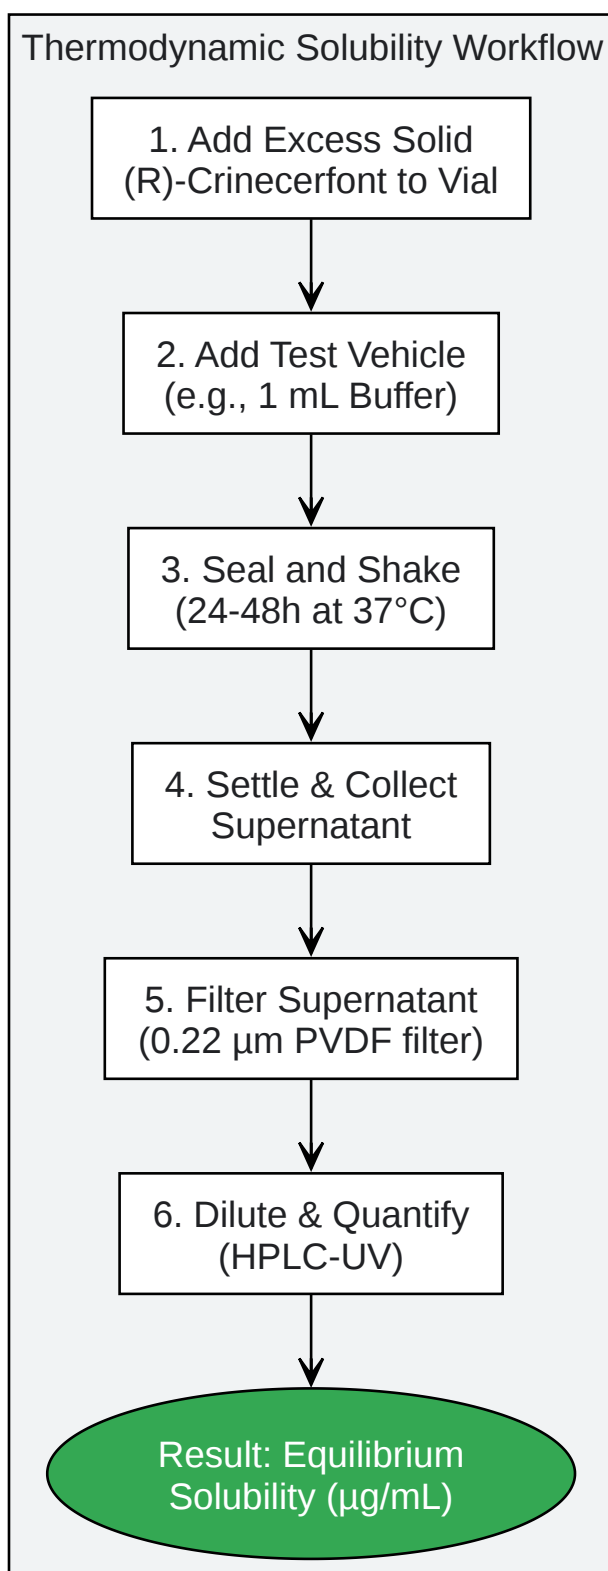 Thermodynamic Solubility Workflow
1. Add Excess Solid
(R)-Crinecerfont to Vial
2. Add Test Vehicle
(e.g., 1 mL Buffer)
3. Seal and Shake
(24-48h at 37°C)
4. Settle & Collect
Supernatant
5. Filter Supernatant
(0.22 µm PVDF filter)
6. Dilute & Quantify
(HPLC-UV)
Result: Equilibrium
Solubility (µg/mL)